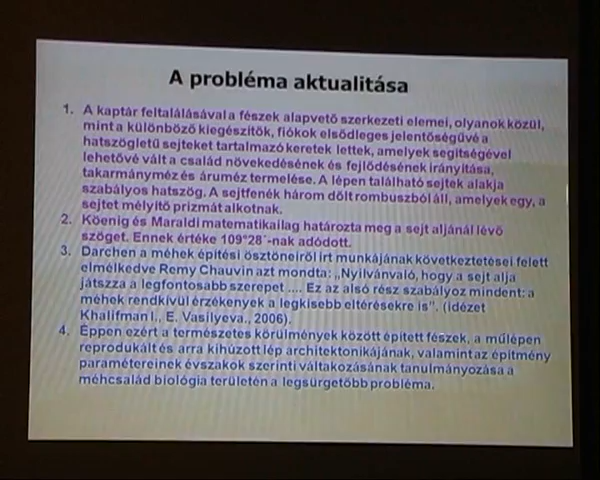 A probléma aktualitása
1. A kaptár feltalálásával a fészek alapvető szerkezeti elemei, olyanok közül,
mint a különböző kiegészítők, fiókok elsődleges jelentőségűvé a
hatszögletű sejteket tartalmazó keretek lettek, amelyek segítségével
lehetővé vált a család növekedésének és fejlődésének irányítása,
takarmányméz és áruméz termelése. A lépen található sejtek alakja
szabályos hatszög. A sejtfenék három dőlt rombuszból áll, amelyek egy, a
sejtet mélyítő prizmát alkotnak.
2. Köenig és Maraldi matematikailag határozta meg a sejt aljánál lévő
szöget. Ennek értéke 109°28´-nak adódott.
3. Darchen a méhek építési ösztöneiről írt munkájának következtetései felett
elmélkedve Remy Chauvin azt mondta: „Nyilvánváló, hogy a sejt alja
játssza a legfontosabb szerepet .... Ez az alsó rész szabályoz mindent: a
méhek rendkívül érzékenyek a legkisebb eltérésekre is". (idézet
Khalifman I., E. Vasilyeva., 2006).
4. Éppen ezért a természetes körülmények között épített fészek, a műlépen
reprodukált és arra kihúzott lép architektonikájának, valamint az építmény
paramétereinek évszakok szerinti váltakozásának tanulmányozása a
méhcsalád biológia területén a legsürgetőbb probléma.